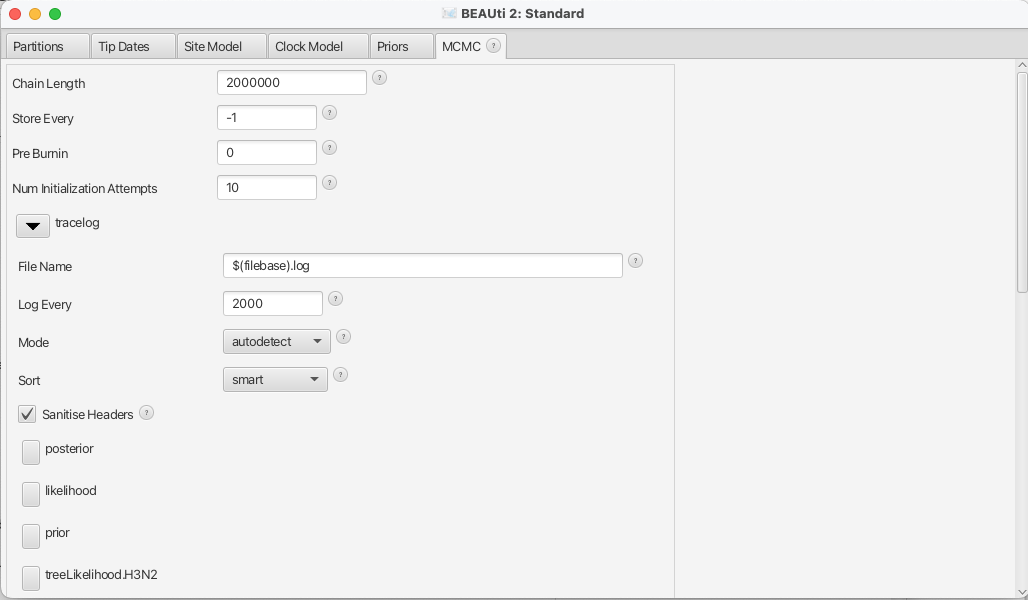 BEAUti 2: Standard
Partitions Tip Dates Site Model Clock Model Priors MCMC ?
Chain Length 2000000 ?
Store Every -1 ?
Pre Burnin 0 ?
Num Initialization Attempts 10 ?
tracelog
File Name $(filebase).log ?
Log Every 2000 ?
Mode autodetect ?
Sort smart ?
Sanitise Headers ?
posterior
likelihood
prior
treeLikelihood.H3N2